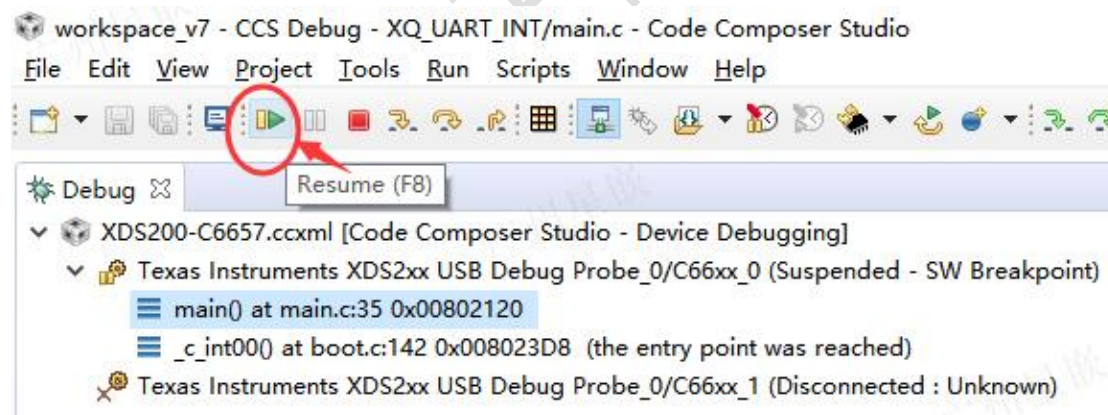 workspace_v7 - CCS Debug - XQ_UART_INT/main.c - Code Composer Studio
File Edit View Project Tools Run Scripts Window Help
Resume (F8)
Debug
XDS200-C6657.ccxml [Code Composer Studio - Device Debugging]
Texas Instruments XDS2xx USB Debug Probe_0/C66xx_0 (Suspended - SW Breakpoint)
main() at main.c:35 0x00802120
_c_int00() at boot.c:142 0x008023D8 (the entry point was reached)
Texas Instruments XDS2xx USB Debug Probe_0/C66xx_1 (Disconnected : Unknown)